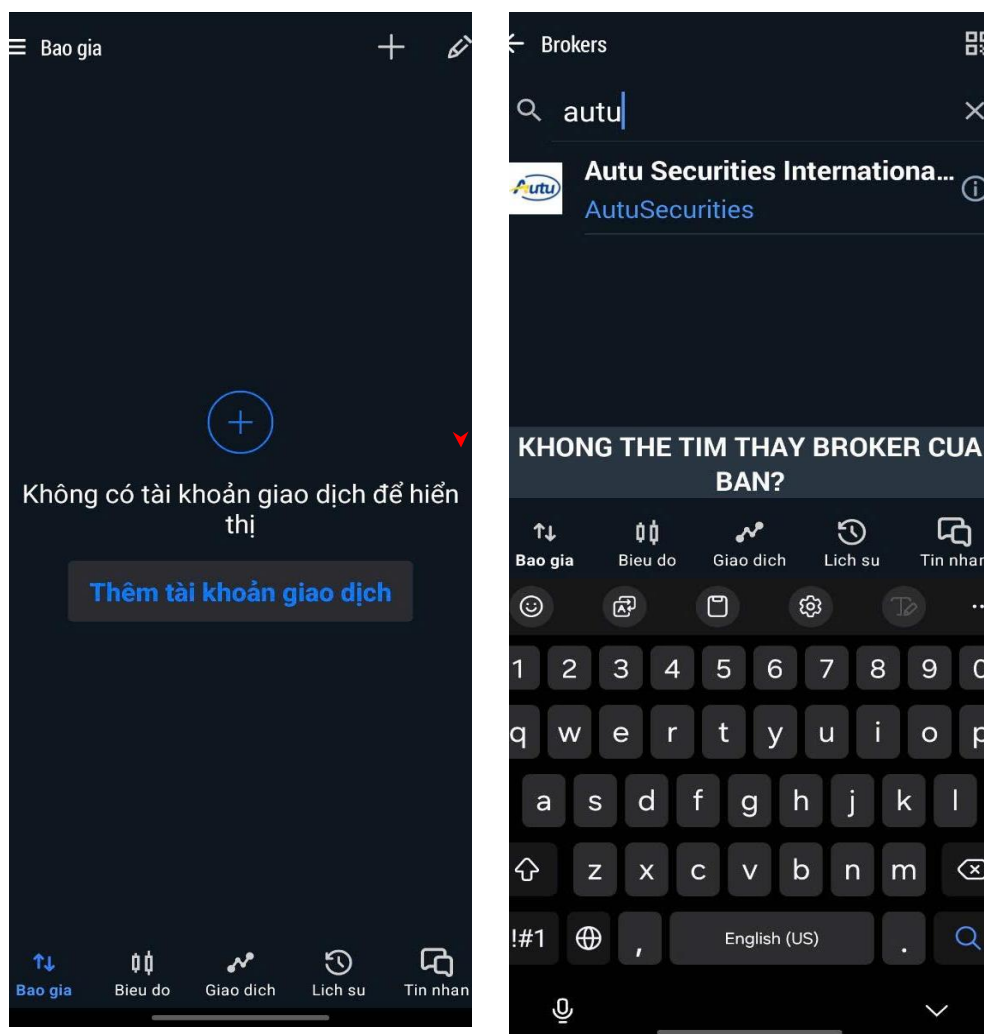 Bao gia
Không có tài khoản giao dịch để hiển
thị
Thêm tài khoản giao dịch
Bao gia Bieu do Giao dich Lich su Tin nhan
Brokers
autu
Autu
Autu Securities Internationa...
AutuSecurities
KHONG THE TIM THAY BROKER CUA
BAN?
Bao gia Bieu do Giao dich Lich su Tin nhan
1 2 3 4 5 6 7 8 9 0
q w e r t y u i o p
a s d f g h j k l
z x c v b n m
!#1 , English (US) .